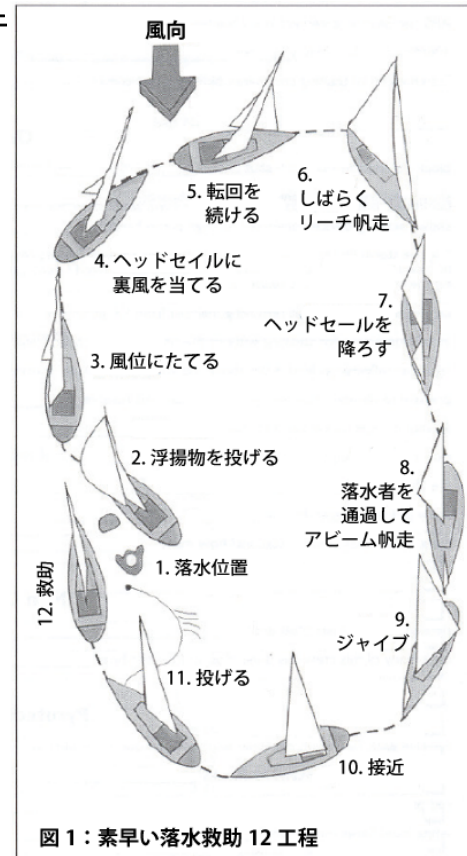 風向
5. 転回を
続ける
6.
しばらく
リーチ帆走
4. ヘッドセイルに
裏風を当てる
7.
ヘッドセールを
降ろす
3. 風位にたてる
2. 浮揚物を投げる
8.
落水者を
通過して
アビーム帆走
1. 落水位置
12. 救助
9.
ジャイブ
11. 投げる
10. 接近
図 1：素早い落水救助 12 工程